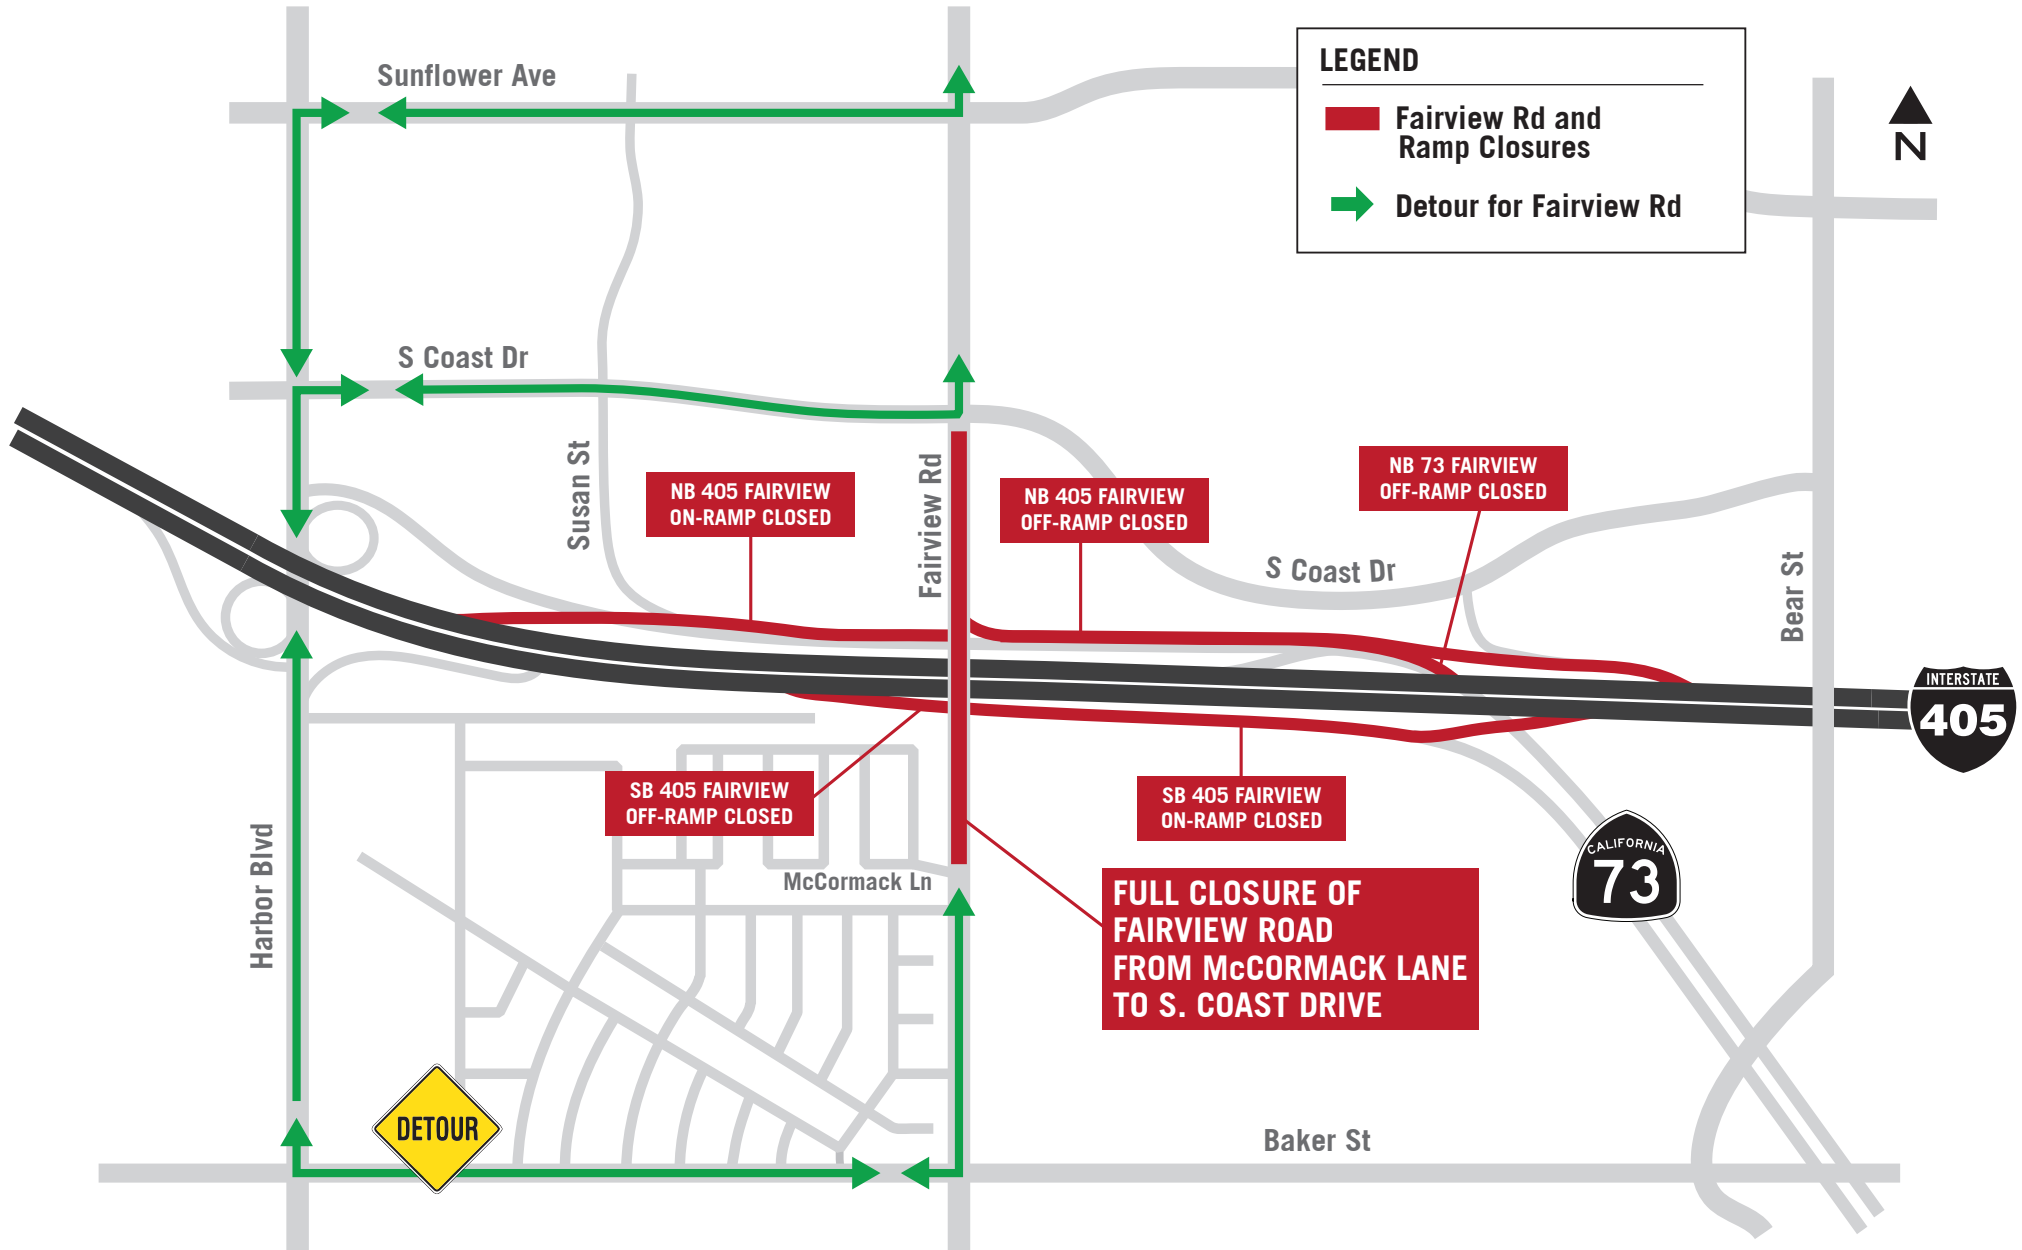 Sunflower Ave
LEGEND
Fairview Rd and
Ramp Closures
Detour for Fairview Rd
N
S Coast Dr
Susan St
NB 405 FAIRVIEW
ON-RAMP CLOSED
Fairview Rd
NB 405 FAIRVIEW
OFF-RAMP CLOSED
NB 73 FAIRVIEW
OFF-RAMP CLOSED
S Coast Dr
Bear St
INTERSTATE
405
SB 405 FAIRVIEW
OFF-RAMP CLOSED
SB 405 FAIRVIEW
ON-RAMP CLOSED
CALIFORNIA
73
Harbor Blvd
McCormack Ln
FULL CLOSURE OF
FAIRVIEW ROAD
FROM McCORMACK LANE
TO S. COAST DRIVE
DETOUR
Baker St